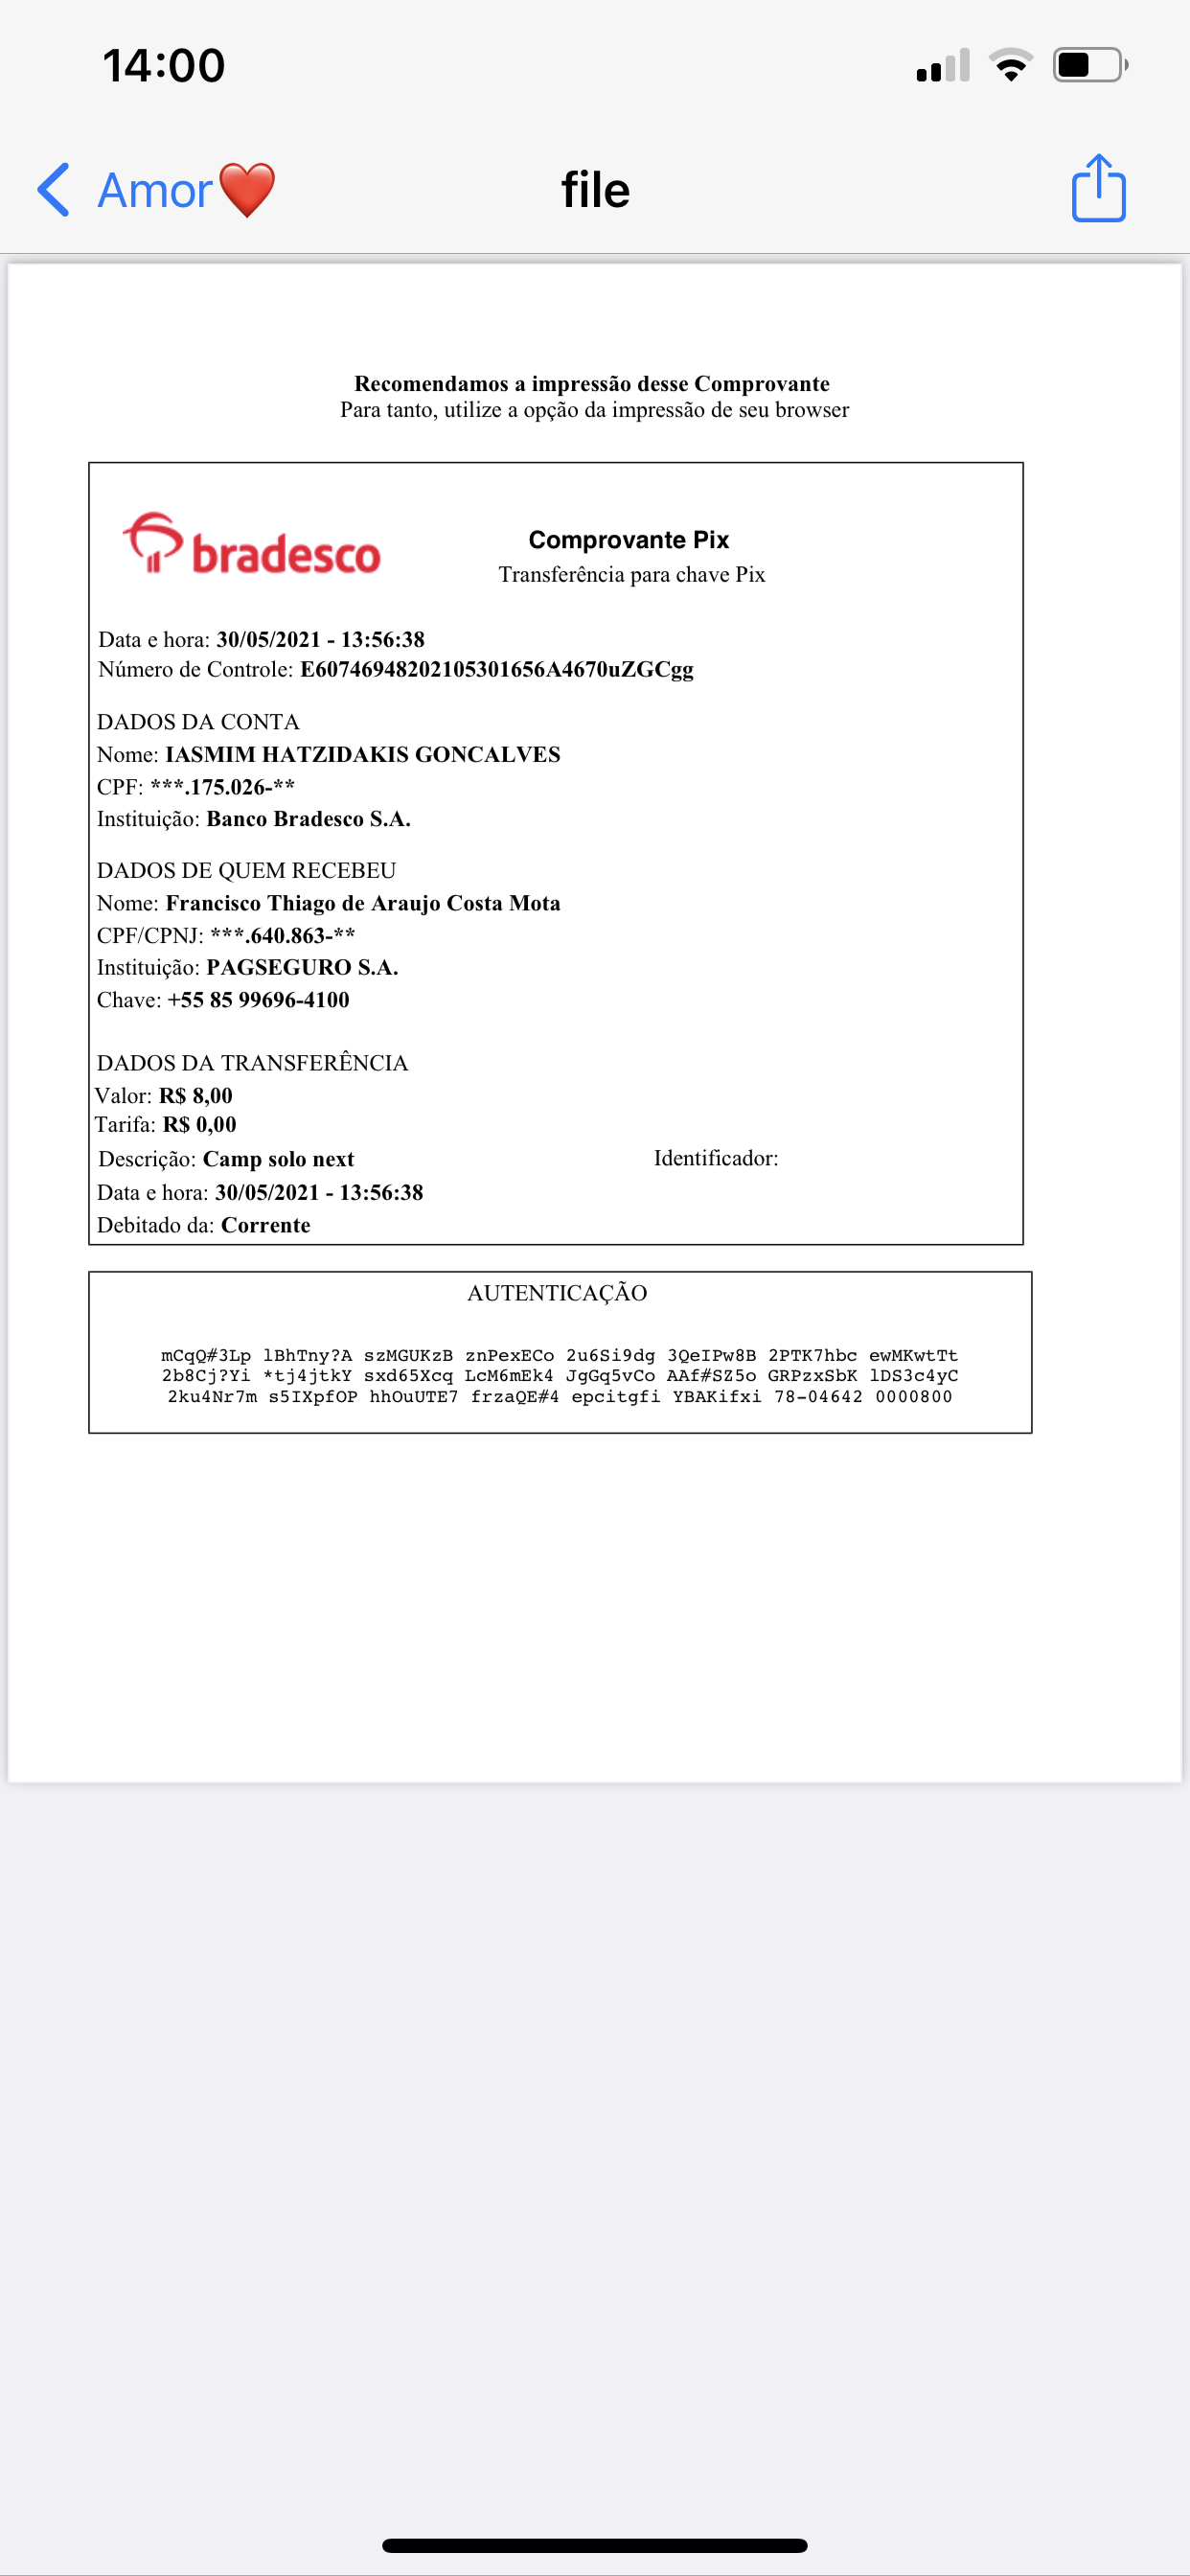 14:00
Amor❤️
file
Recomendamos a impressão desse Comprovante
Para tanto, utilize a opção da impressão de seu browser
bradesco
Comprovante Pix
Transferência para chave Pix
Data e hora: 30/05/2021 - 13:56:38
Número de Controle: E60746948202105301656A4670uZGCgg
DADOS DA CONTA
Nome: IASMIM HATZIDAKIS GONCALVES
CPF: ***.175.026-**
Instituição: Banco Bradesco S.A.
DADOS DE QUEM RECEBEU
Nome: Francisco Thiago de Araujo Costa Mota
CPF/CPNJ: ***.640.863-**
Instituição: PAGSEGURO S.A.
Chave: +55 85 99696-4100
DADOS DA TRANSFERÊNCIA
Valor: R$ 8,00
Tarifa: R$ 0,00
Descrição: Camp solo next Identificador:
Data e hora: 30/05/2021 - 13:56:38
Debitado da: Corrente
AUTENTICAÇÃO
mCqQ#3Lp lBhTny?A szMGUKzB znPexECo 2u6Si9dg 3QeIPw8B 2PTK7hbc ewMKwtTt
2b8Cj?Yi *tj4jtkY sxd65Xcq LcM6mEk4 JgGq5vCo AAf#SZ5o GRPzxSbK lDS3c4yC
2ku4Nr7m s5IXpfOP hhOuUTE7 frzaQE#4 epcitgfi YBAKifxi 78-04642 0000800